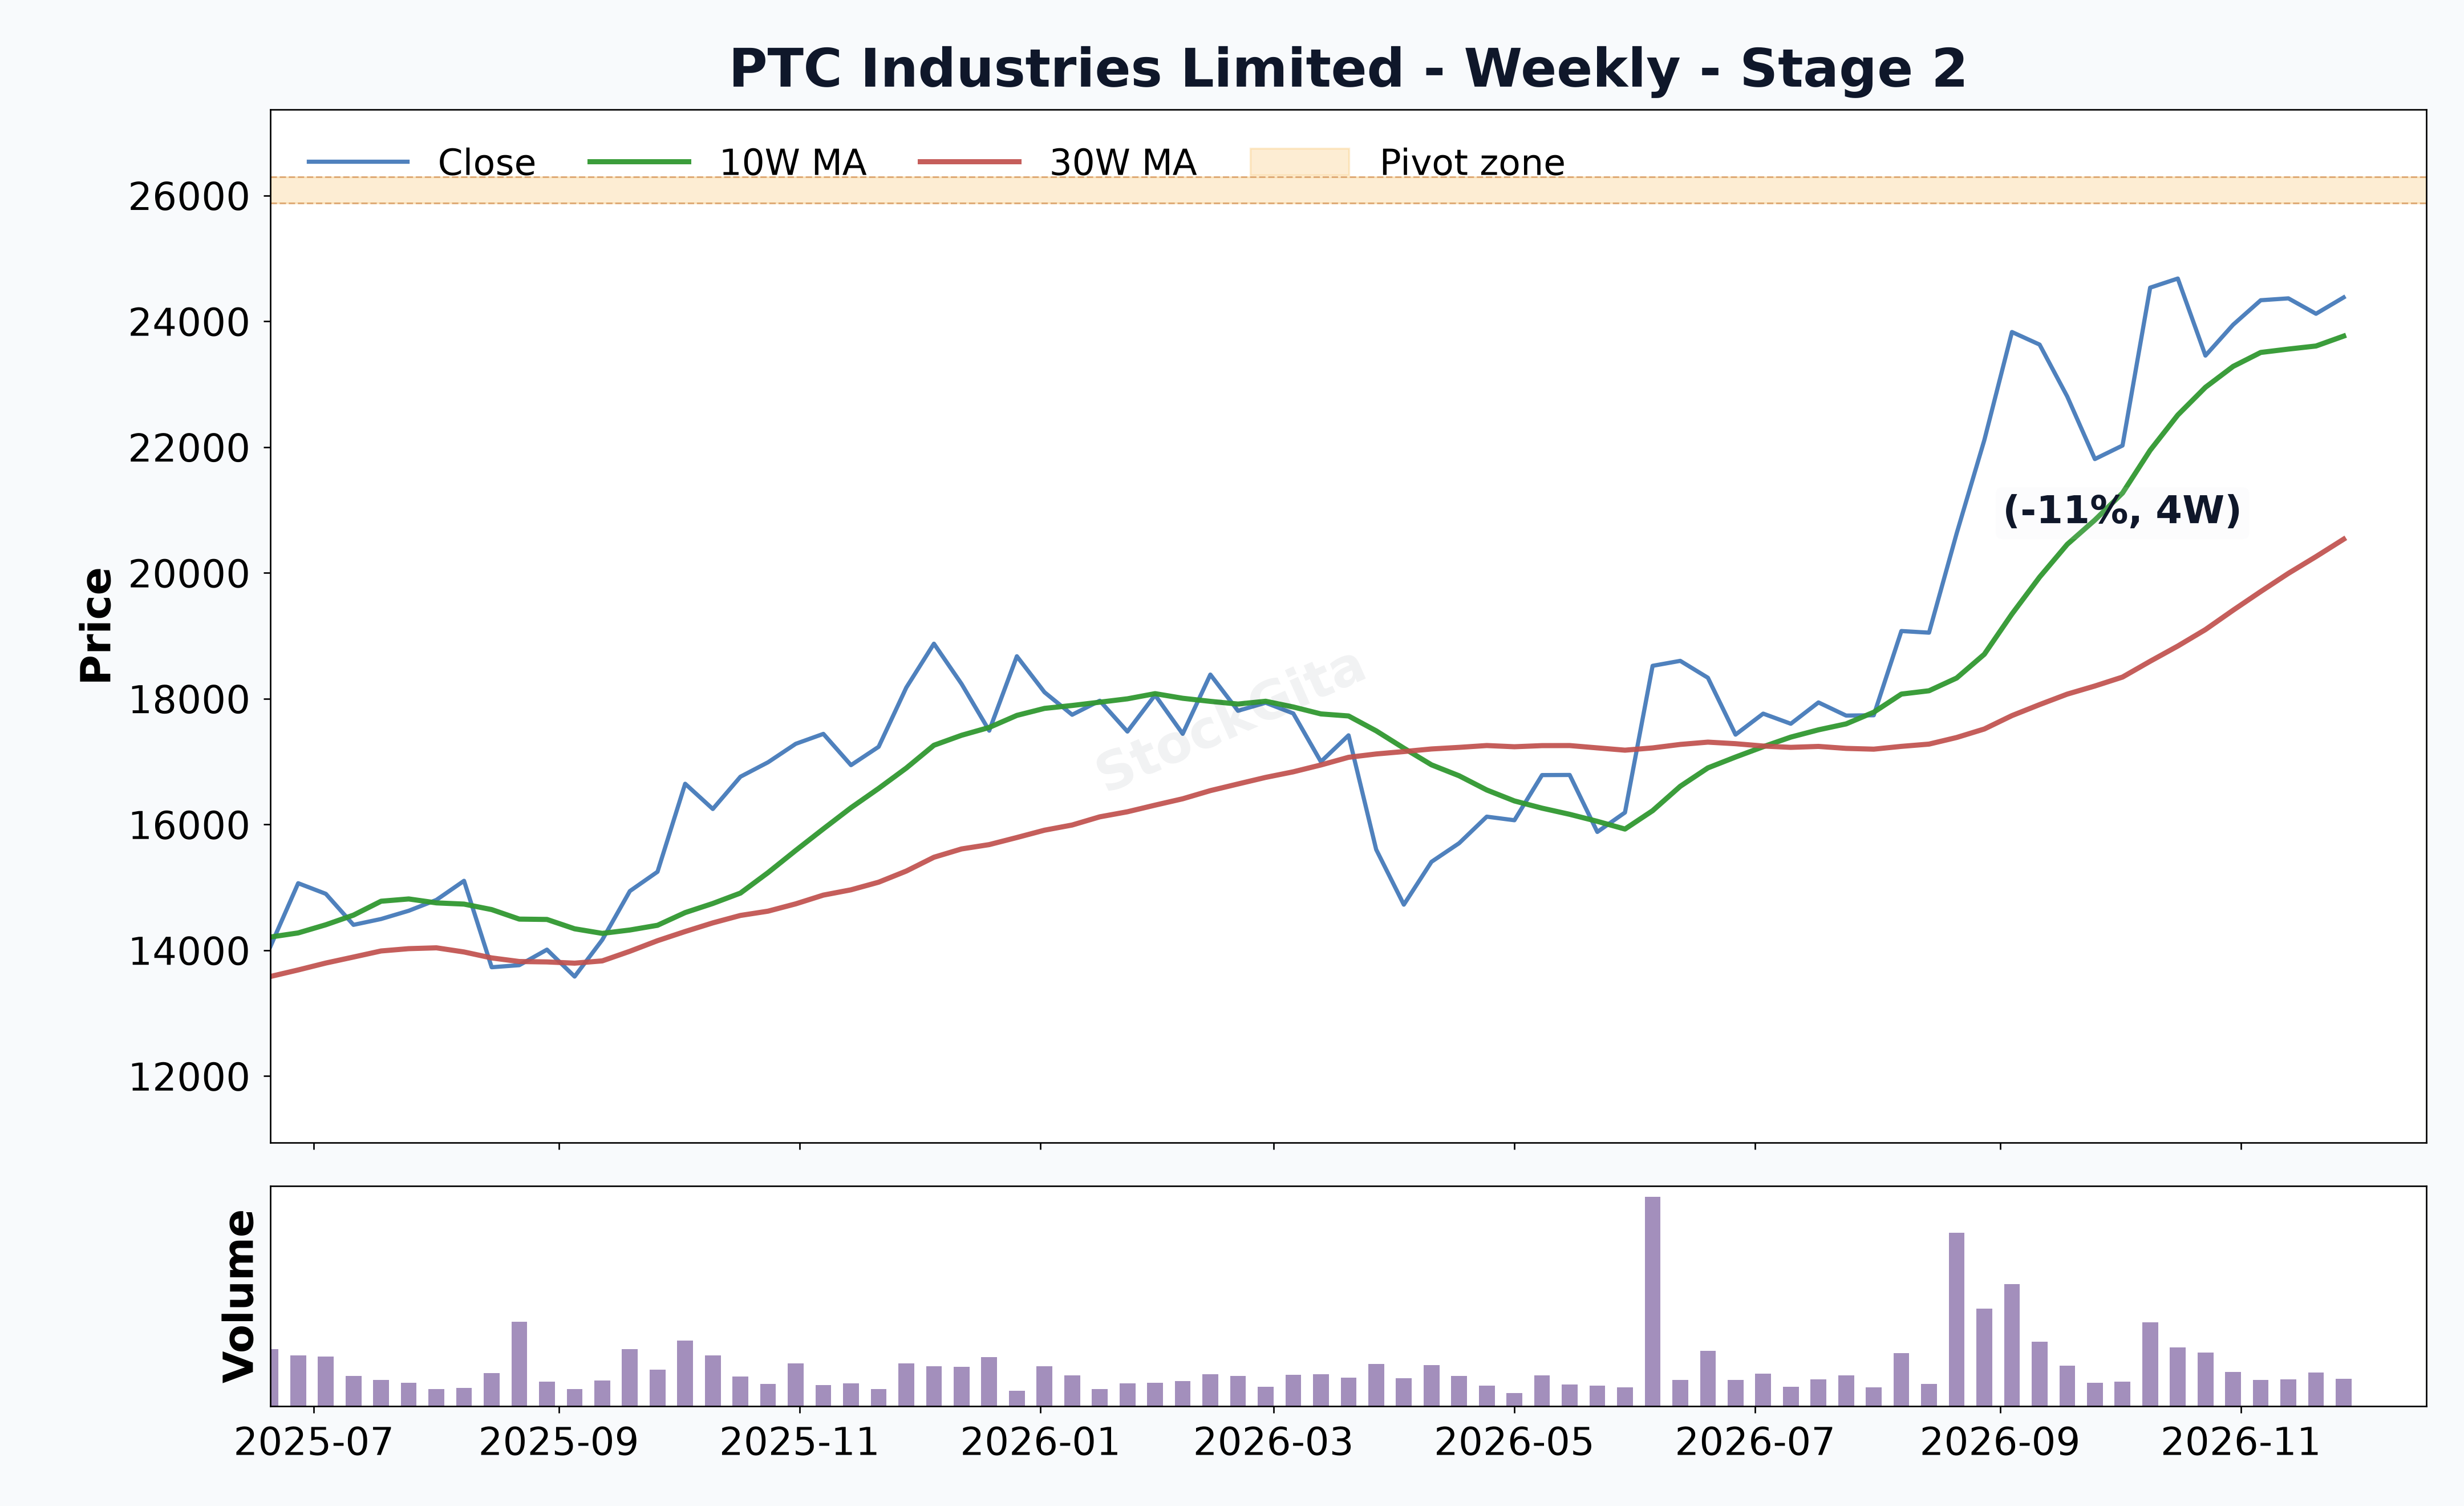 PTC Industries Limited - Weekly - Stage 2
Close 10W MA 30W MA Pivot zone
26000
24000
22000
20000
18000
16000
14000
12000
Price
(-11%, 4W)
StockGita
Volume
2025-07 2025-09 2025-11 2026-01 2026-03 2026-05 2026-07 2026-09 2026-11